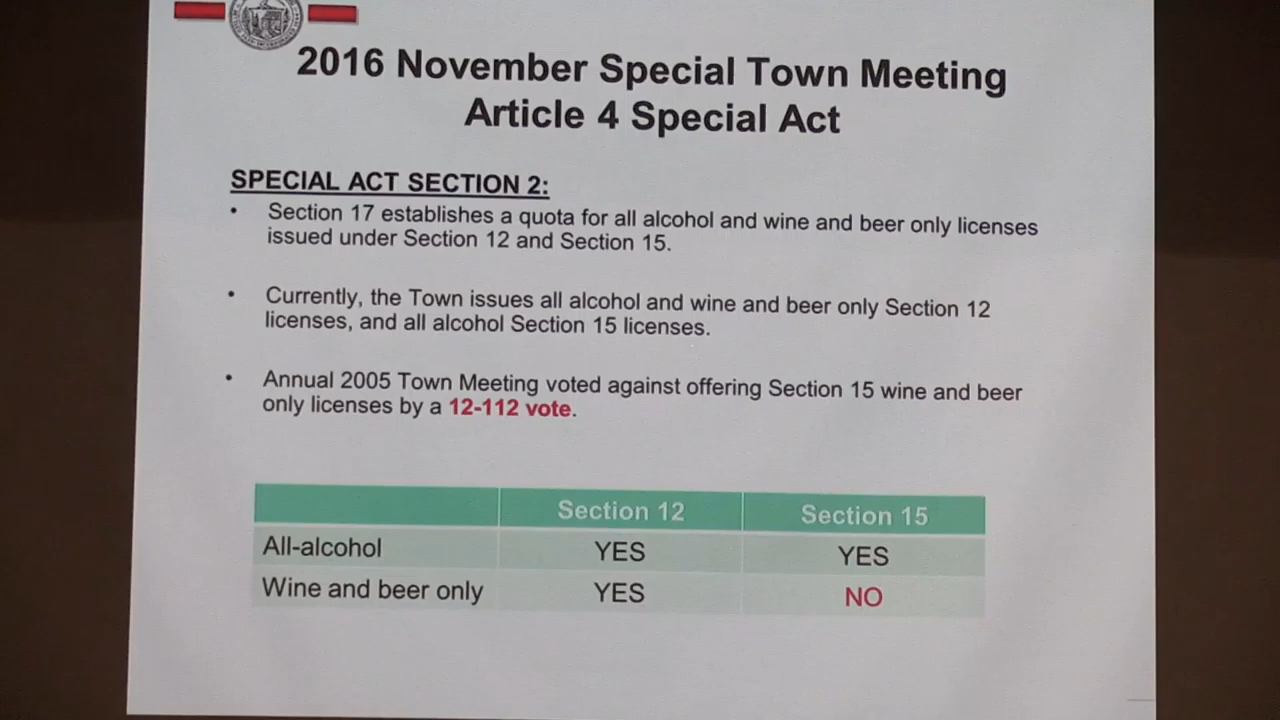 2016 November Special Town Meeting
Article 4 Special Act
SPECIAL ACT SECTION 2:
• Section 17 establishes a quota for all alcohol and wine and beer only licenses
issued under Section 12 and Section 15.
• Currently, the Town issues all alcohol and wine and beer only Section 12
licenses, and all alcohol Section 15 licenses.
• Annual 2005 Town Meeting voted against offering Section 15 wine and beer
only licenses by a 12-112 vote.
Section 12 Section 15
All-alcohol YES YES
Wine and beer only YES NO